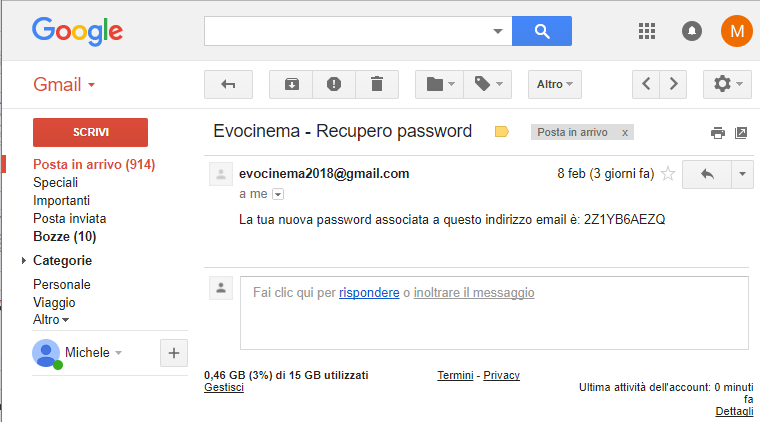 Google
M
Gmail
Altro
SCRIVI
Posta in arrivo (914)
Speciali
Importanti
Posta inviata
Bozze (10)
Categorie
Personale
Viaggio
Altro
Michele
+
Evocinema - Recupero password
Posta in arrivo x
evocinema2018@gmail.com 8 feb (3 giorni fa)
a me
La tua nuova password associata a questo indirizzo email è: 2Z1YB6AEZQ
Fai clic qui per rispondere o inoltrare il messaggio
0,46 GB (3%) di 15 GB utilizzati
Gestisci
Termini - Privacy
Ultima attività dell'account: 0 minuti
fa
Dettagli